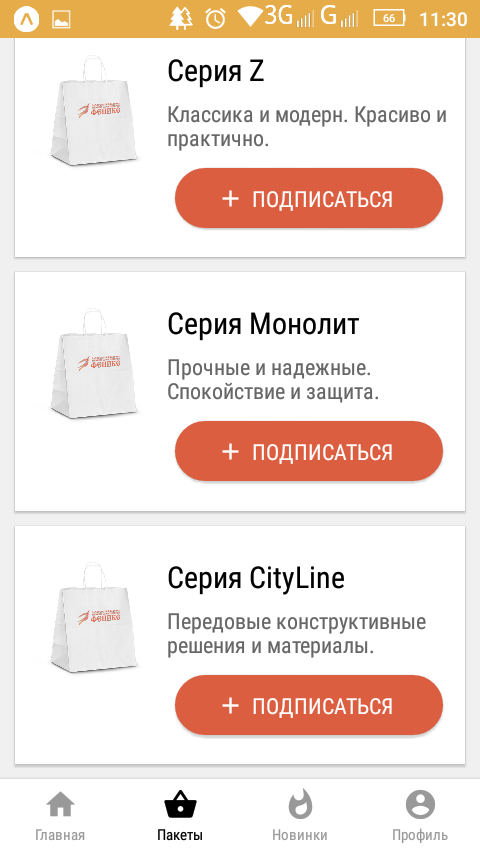 3G G 66 11:30
Серия Z
Классика и модерн. Красиво и
практично.
+ ПОДПИСАТЬСЯ
Серия Монолит
Прочные и надежные.
Спокойствие и защита.
+ ПОДПИСАТЬСЯ
Серия CityLine
Передовые конструктивные
решения и материалы.
+ ПОДПИСАТЬСЯ
Главная Пакеты Новинки Профиль